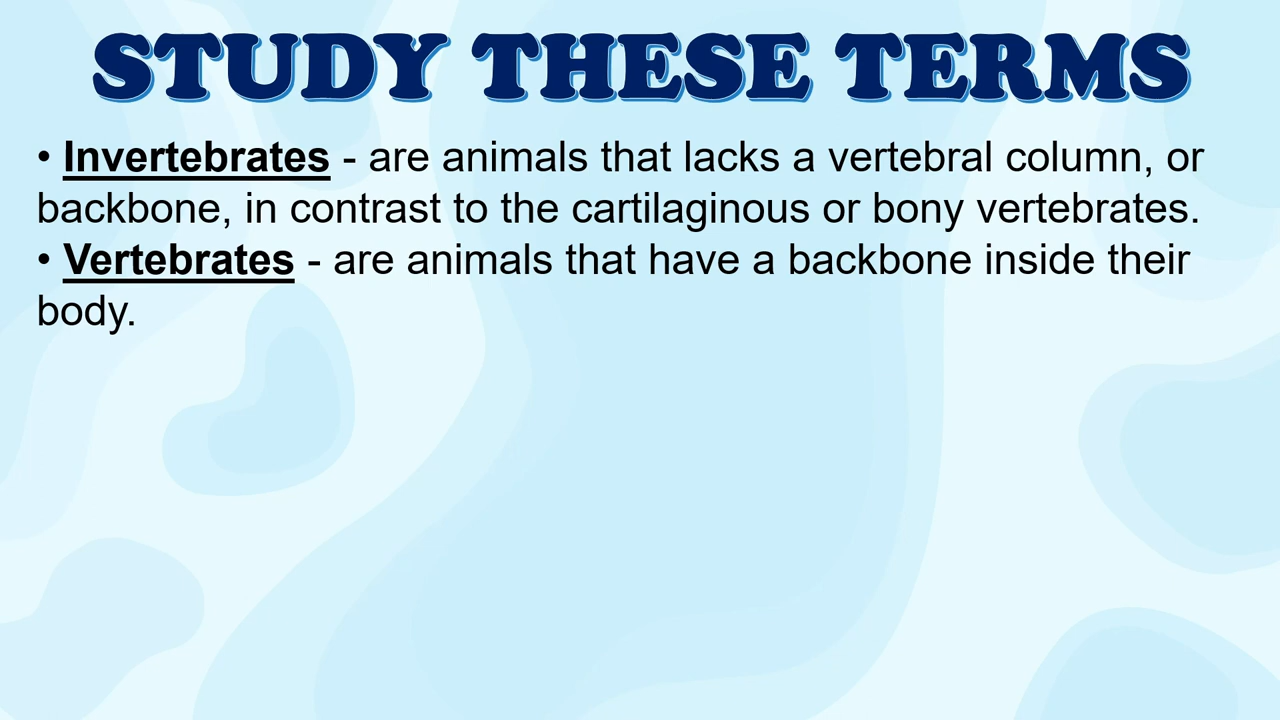 STUDY THESE TERMS
• Invertebrates - are animals that lacks a vertebral column, or
backbone, in contrast to the cartilaginous or bony vertebrates.
• Vertebrates - are animals that have a backbone inside their
body.